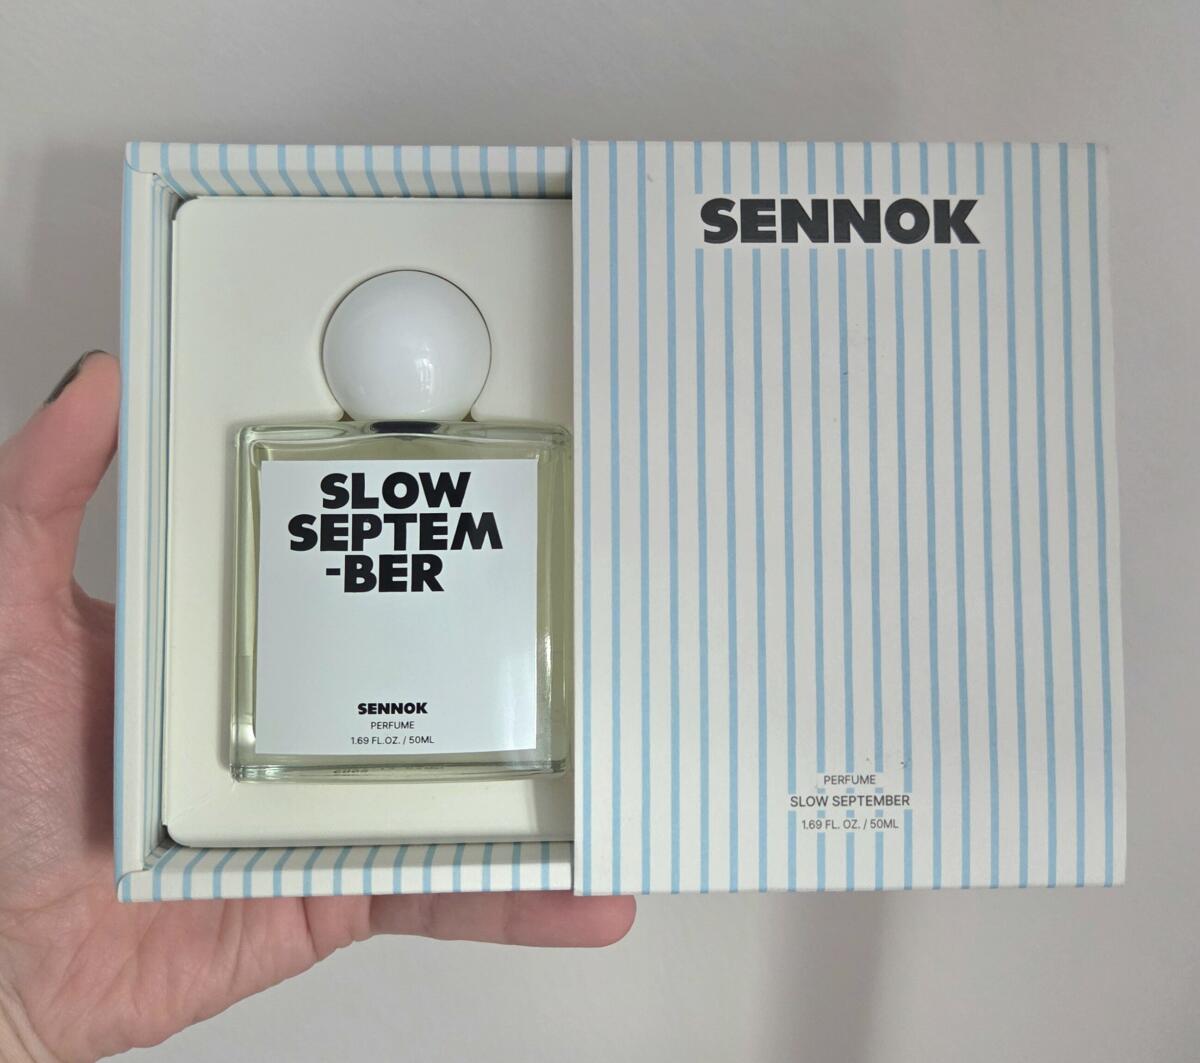 SLOW
SEPTEM
-BER
SENNOK
PERFUME
1.69 FL.OZ. / 50ML
SENNOK
PERFUME
SLOW SEPTEMBER
1.69 FL. OZ. / 50ML